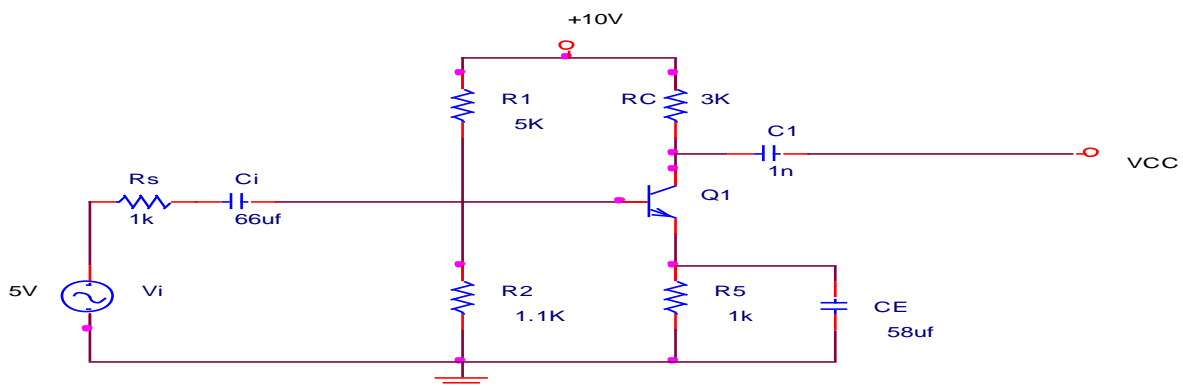 +10V
R1
5K
RC
3K
C1
1n
VCC
Rs
1k
Ci
66uf
Q1
5V
Vi
R2
1.1K
R5
1k
CE
58uf